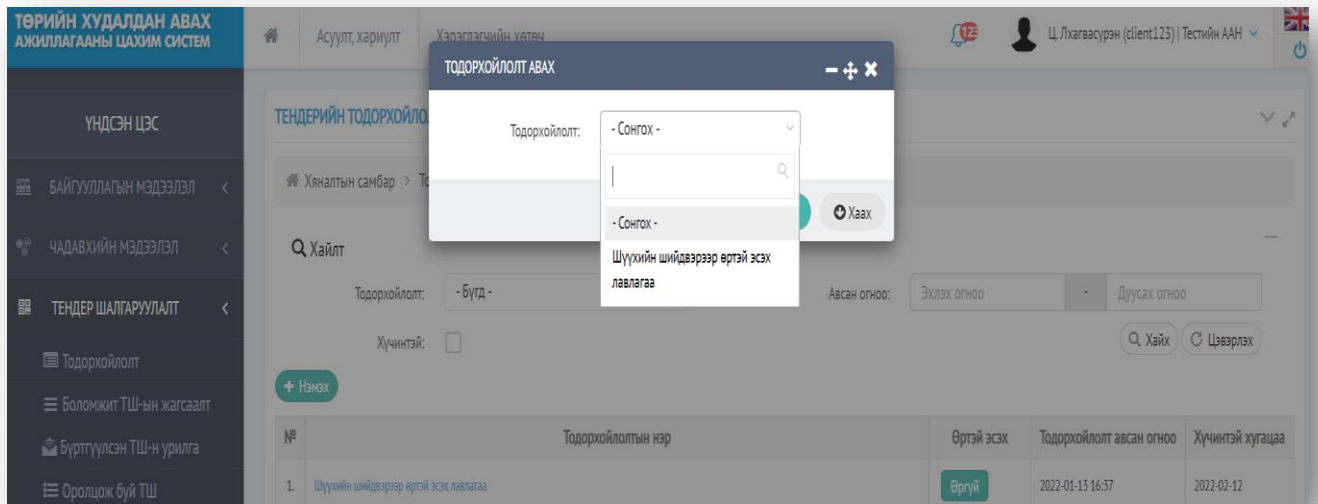 ТӨРИЙН ХУДАЛДАН АВАХ
АЖИЛЛАГААНЫ ЦАХИМ СИСТЕМ
Асуулт, хариулт
Хэрэглэгчийн хөтөч
Ц. Лхагвасүрэн (client123) | Тестийн ААН
ТОДОРХОЙЛОЛТ АВАХ
ҮНДСЭН ЦЭС
ТЕНДЕРИЙН ТОДОРХОЙЛО
Тодорхойлолт:
- Сонгох -
БАЙГУУЛЛАГЫН МЭДЭЭЛЭЛ
Хяналтын самбар > То
- Сонгох -
Хаах
ЧАДАВХИЙН МЭДЭЭЛЭЛ
Хайлт
Шүүхийн шийдвэрээр өртэй эсэх
лавлагаа
ТЕНДЕР ШАЛГАРУУЛАЛТ
Тодорхойлолт:
- Бүгд -
Авсан огноо:
Эхлэх огноо
-
Дуусах огноо
Хүчинтэй:
Хайх
Цэвэрлэх
Тодорхойлолт
+ Нэмэх
Боломжит ТШ-ын жагсаалт
Бүртгүүлсэн ТШ-н урилга
№
Тодорхойлолтын нэр
Өртэй эсэх
Тодорхойлолт авсан огноо
Хүчинтэй хугацаа
Оролцож буй ТШ
1.
Шүүхийн шийдвэрээр өртэй эсэх лавлагаа
Өргүй
2022-01-13 16:37
2022-02-12